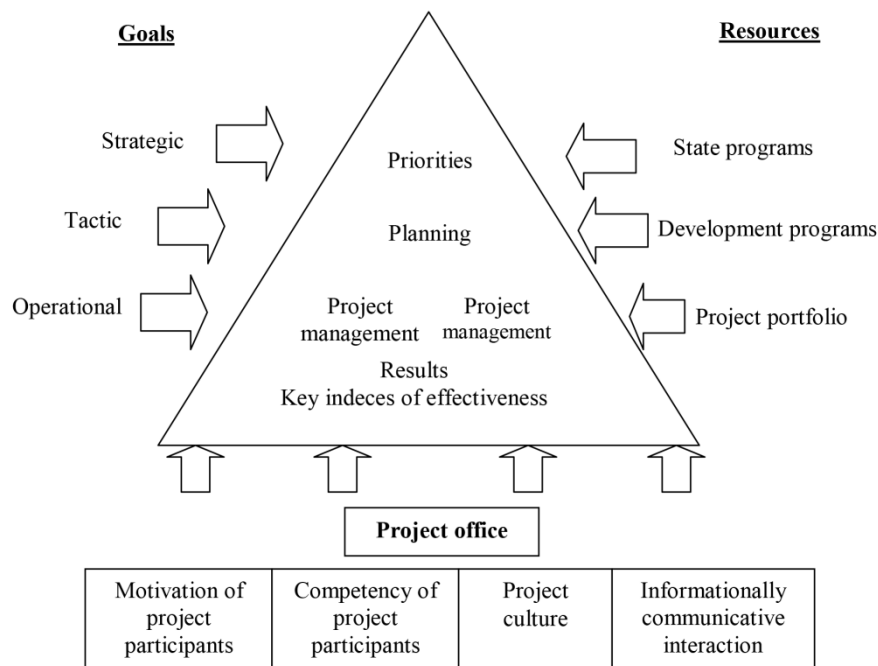 Goals
Resources
Strategic
State programs
Priorities
Tactic
Planning
Development programs
Operational
Project
management
Project
management
Project portfolio
Results
Key indeces of effectiveness
Project office
Motivation of
project
participants
Competency of
project
participants
Project
culture
Informationally
communicative
interaction